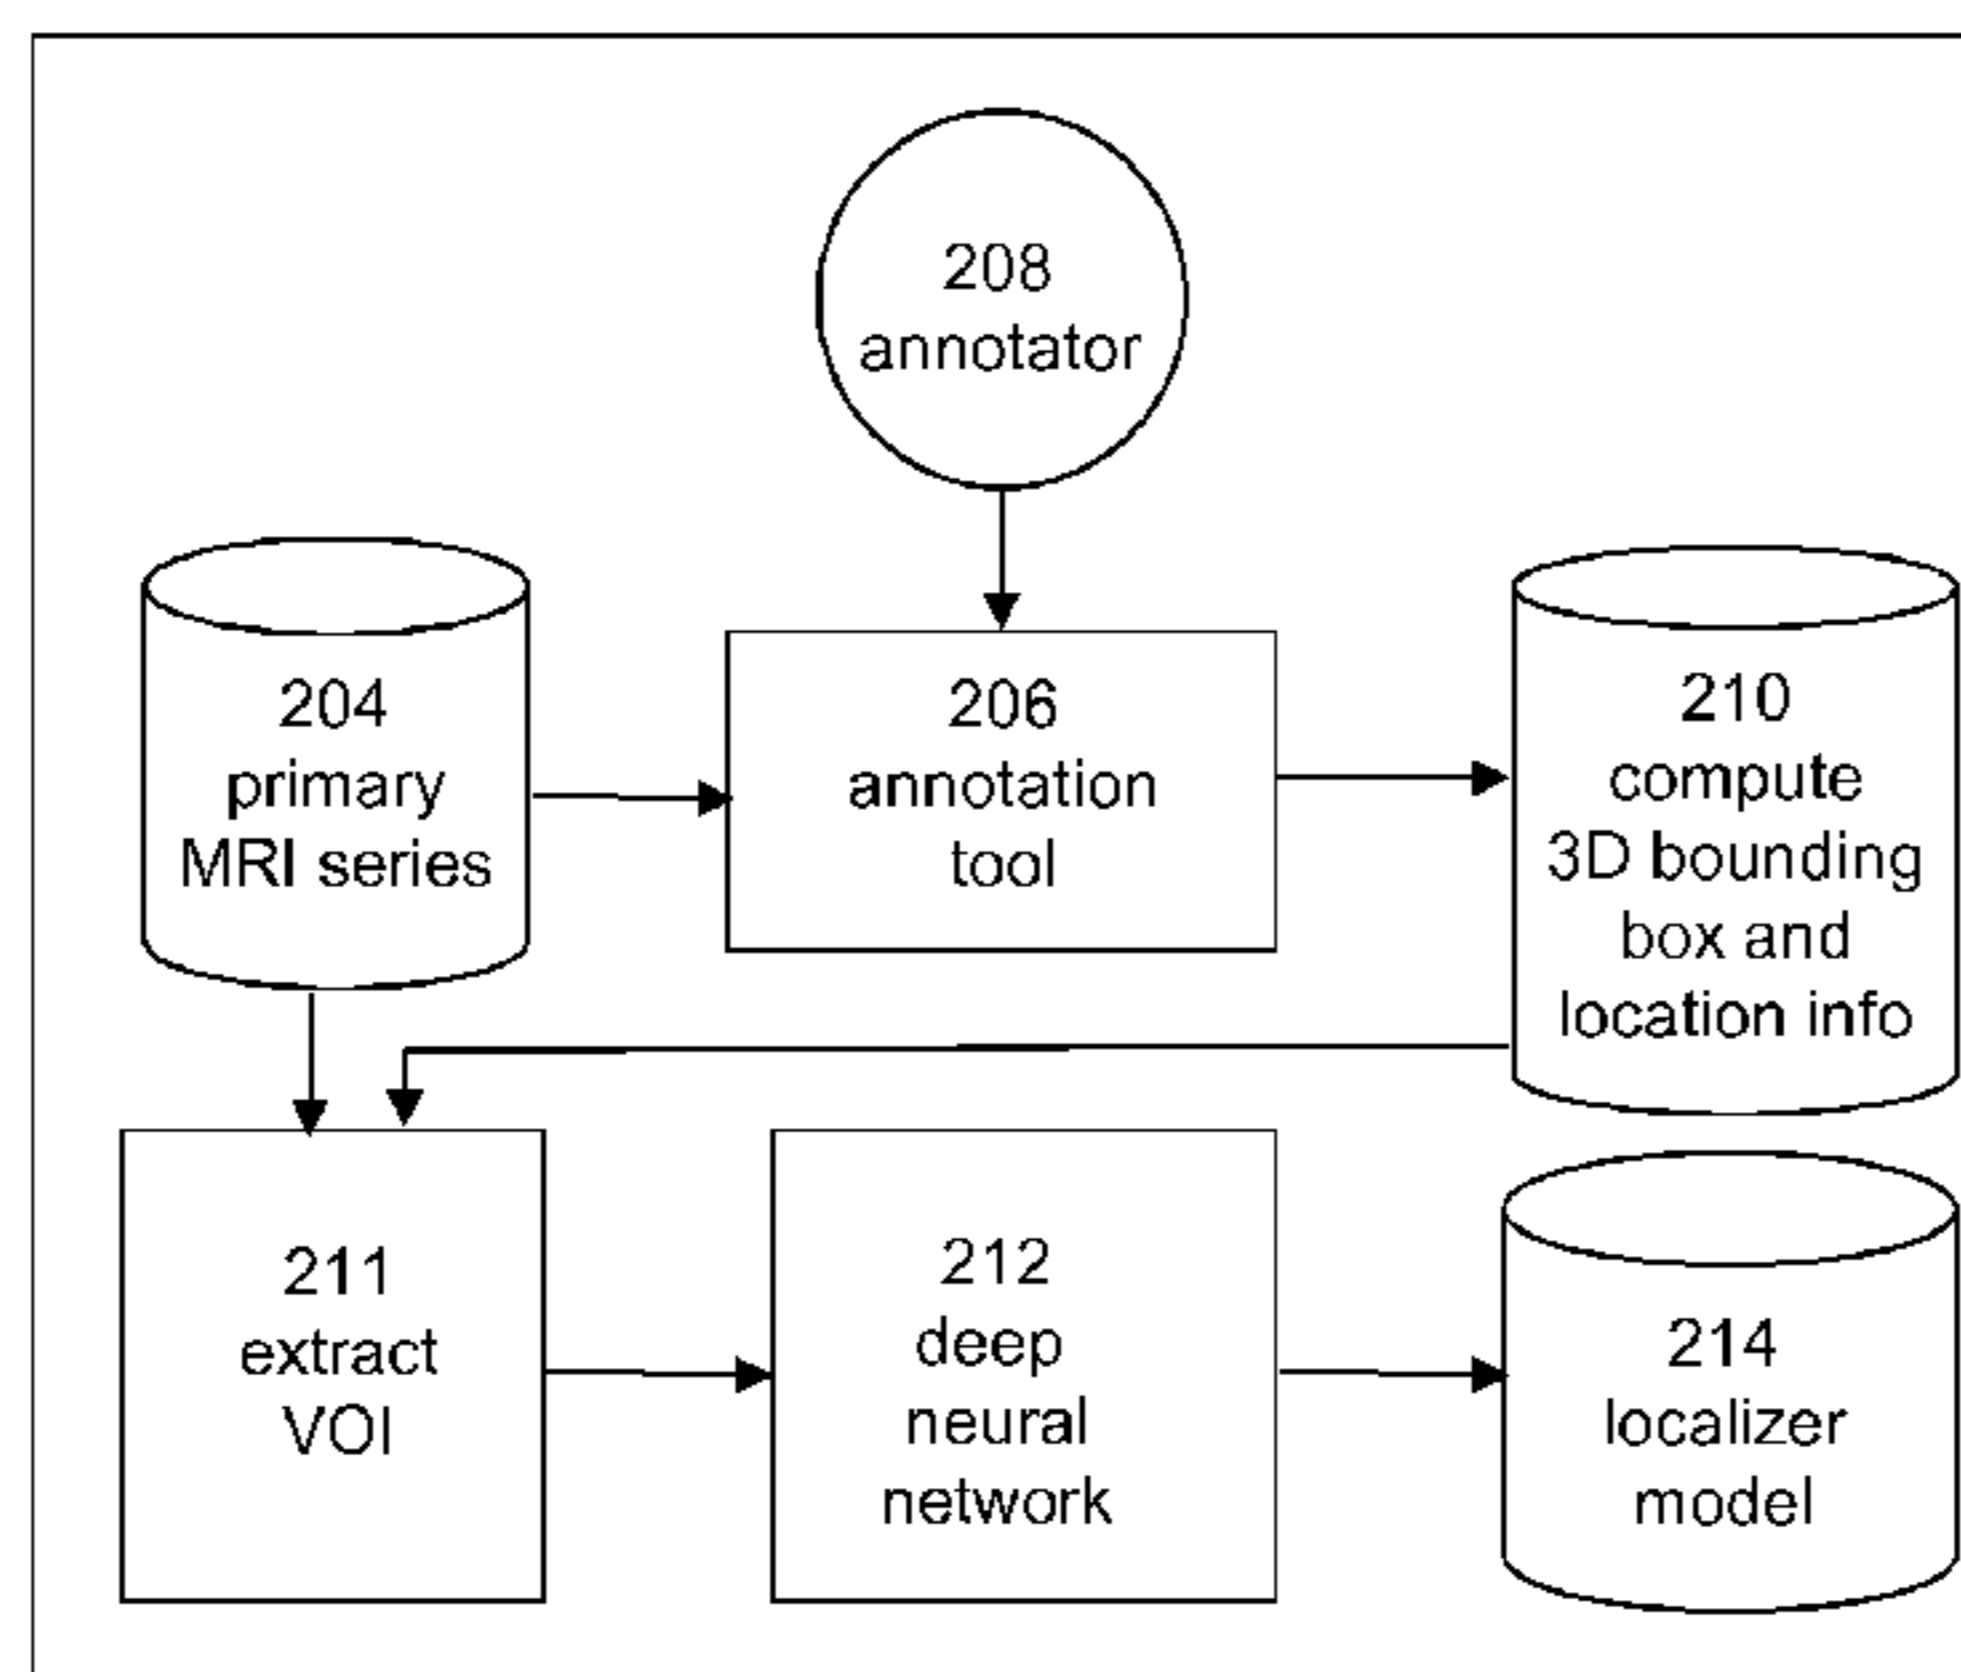 208
annotator
204
primary
MRI series
206
annotation
tool
210
compute
3D bounding
box and
location info
211
extract
VOI
212
deep
neural
network
214
localizer
model